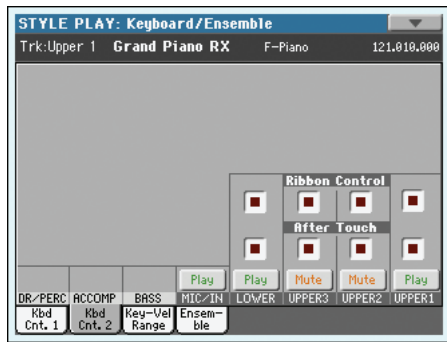 STYLE PLAY: Keyboard/Ensemble
Trk:Upper 1 Grand Piano RX F-Piano 121.010.000
Ribbon Control
After Touch
Play Play Mute Mute Play
DR/PERC ACCOMP BASS MIC/IN LOWER UPPER3 UPPER2 UPPER1
Kbd Cnt. 1 Kbd Cnt. 2 Key-Vel Range Ensem-ble